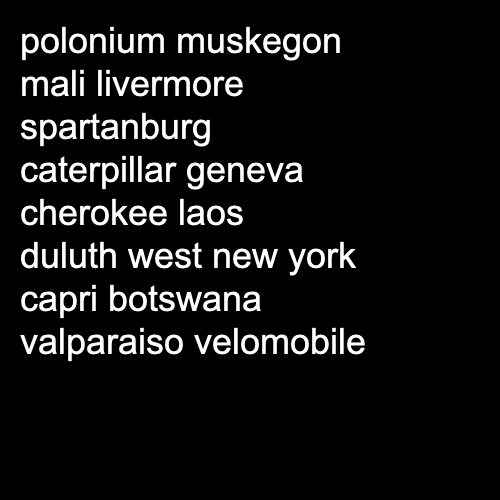 polonium muskegon
mali livermore
spartanburg
caterpillar geneva
cherokee laos
duluth west new york
capri botswana
valparaiso velomobile